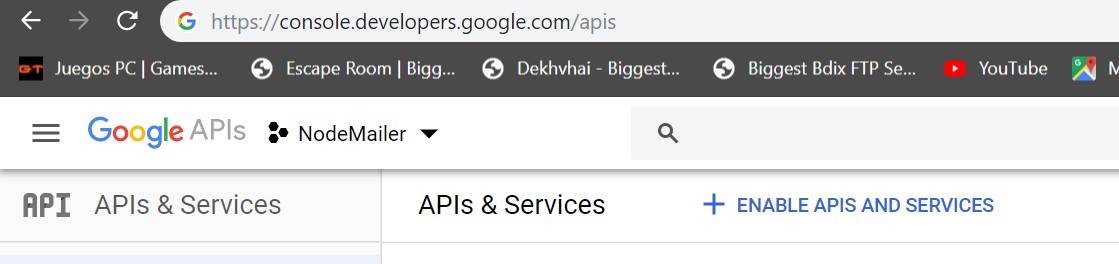 https://console.developers.google.com/apis
GT Juegos PC | Games... Escape Room | Bigg... Dekhvhai - Biggest... Biggest Bdix FTP Se... YouTube M
Google APIs NodeMailer
API APIs & Services APIs & Services + ENABLE APIS AND SERVICES